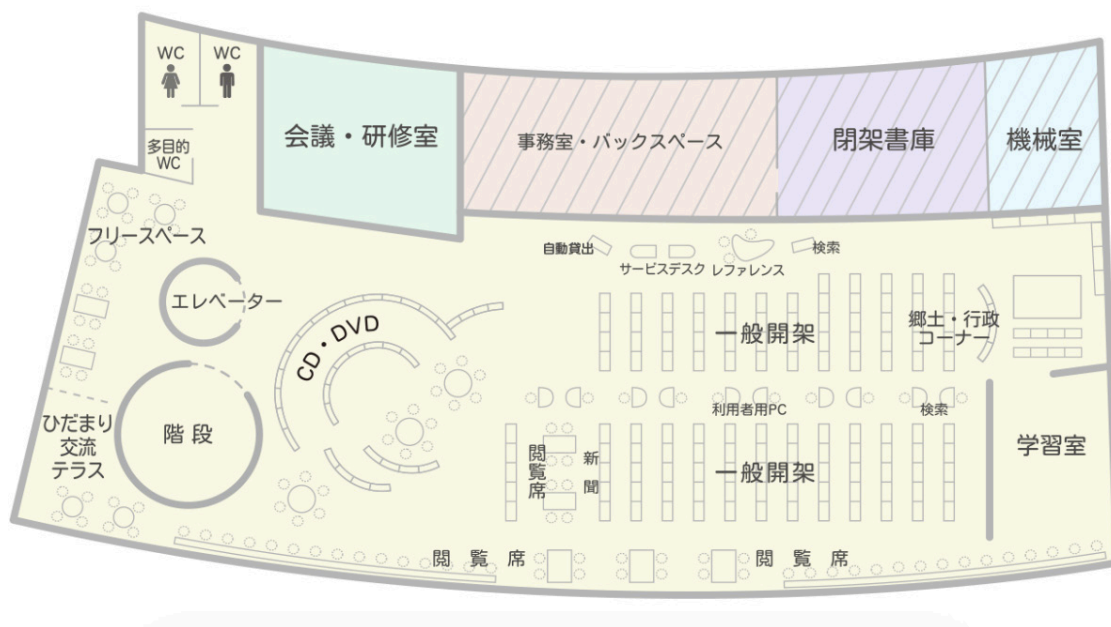 WC
WC
多目的
WC
会議・研修室
事務室・バックスペース
閉架書庫
機械室
フリースペース
自動貸出
サービスデスク
レファレンス
検索
エレベーター
CD・DVD
一般開架
郷土・行政
コーナー
利用者用PC
検索
ひだまり
交流
テラス
階段
閲覧席
新聞
一般開架
学習室
閲覧席
閲覧席